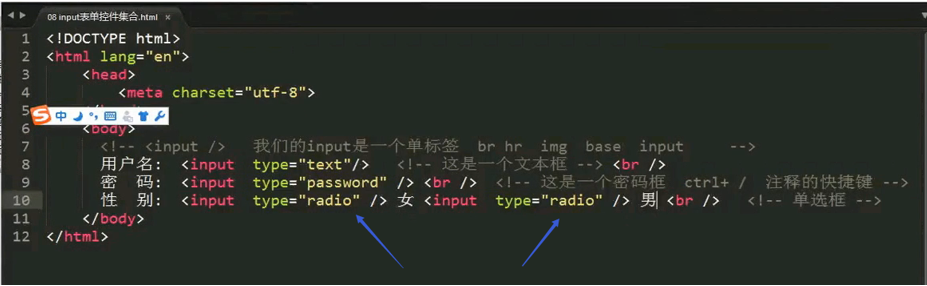 08 input表单控件集合.html ×
1 <!DOCTYPE html>
2 <html lang="en">
3 <head>
4 <meta charset="utf-8">
5
中
6 <body>
7 <!-- <input /> 我们的input是一个单标签 br hr img base input -->
8 用户名: <input type="text"/> <!-- 这是一个文本框 --> <br />
9 密 码: <input type="password" /> <br /> <!-- 这是一个密码框 ctrl+ / 注释的快捷键 -->
10 性 别: <input type="radio" /> 女 <input type="radio" /> 男 <br /> <!-- 单选框 -->
11 </body>
12 </html>